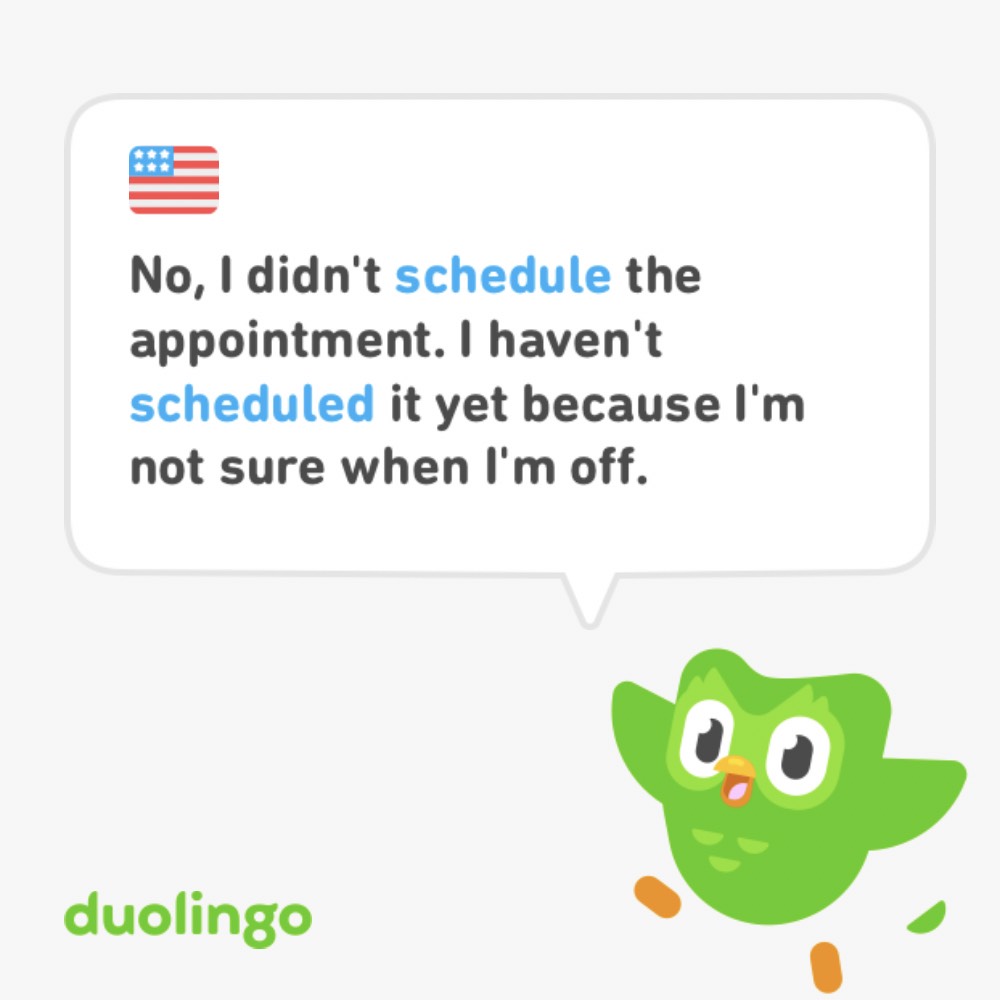 No, I didn't schedule the
appointment. I haven't
scheduled it yet because I'm
not sure when I'm off.
duolingo